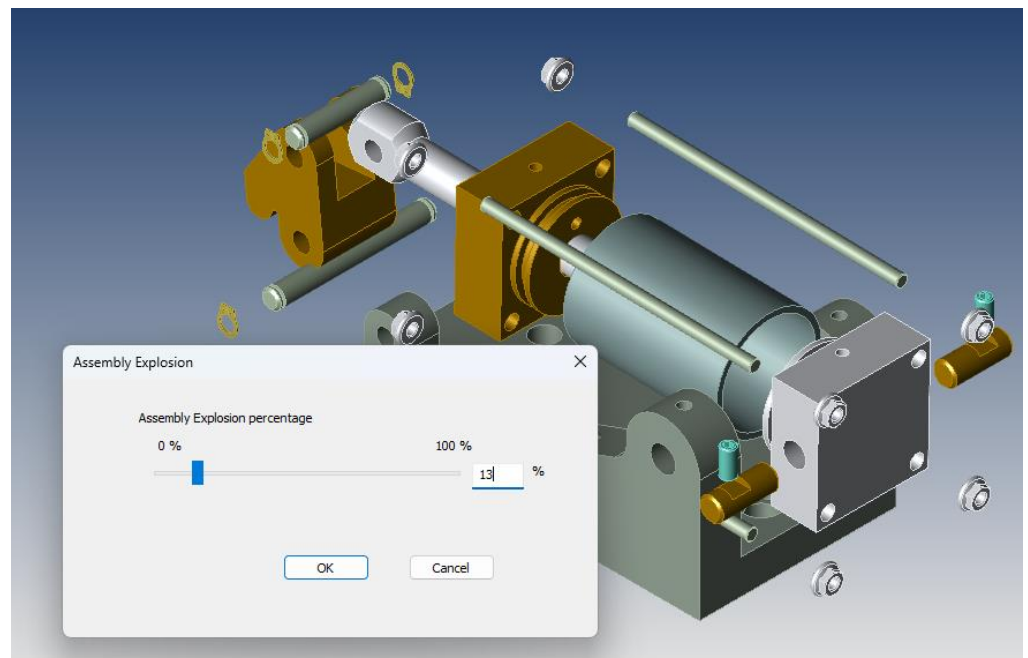 Assembly Explosion
Assembly Explosion percentage
0 %
100 %
13 %
OK
Cancel